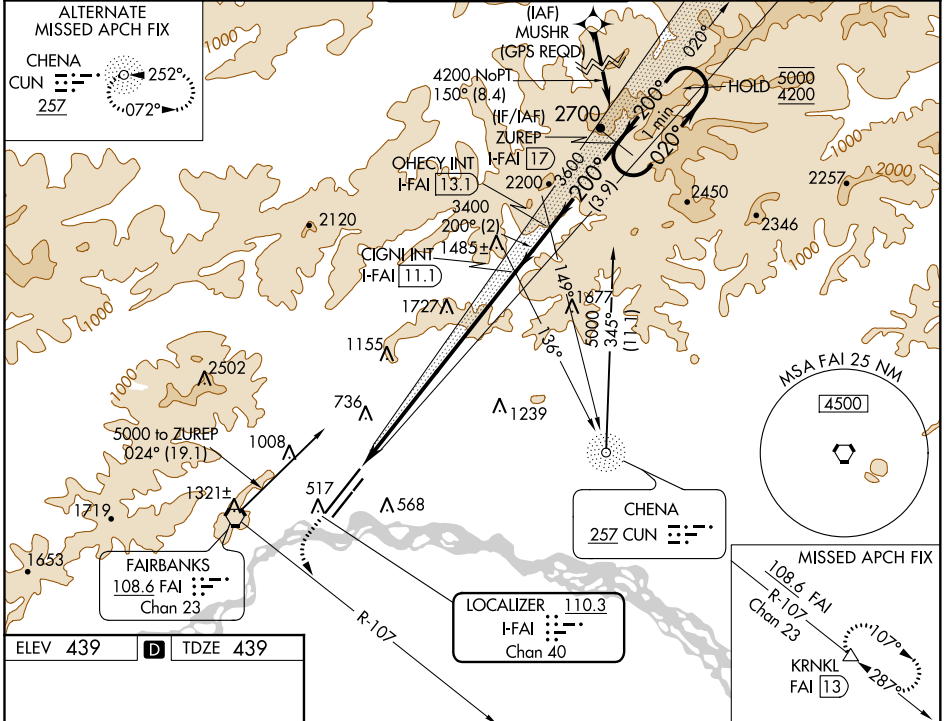 ALTERNATE
MISSED APCH FIX
CHENA
CUN
257
252°
072°
1000
(IAF)
MUSHR
(GPS REQD)
4200 NoPT
150° (8.4)
(IF/IAF)
ZUREP
I-FAI 17
2700
020°
200°
1 min
020°
HOLD
5000
4200
1000
2000
2257
2450
2346
1000
OHECY INT
I-FAI 13.1
2200
3600
200°
(3.9)
3400
200° (2)
1485±
CIGNI INT
I-FAI 11.1
2120
1000
1727
1155
149°
136°
1677
5000
345°
(11.1)
1000
2502
736
1239
MSA FAI 25 NM
4500
5000 to ZUREP
024° (19.1)
1008
1321±
517
568
1719
1653
CHENA
257 CUN
FAIRBANKS
108.6 FAI
Chan 23
R-107
LOCALIZER 110.3
I-FAI
Chan 40
MISSED APCH FIX
108.6 FAI
R-107
Chan 23
107°
287°
KRNKL
FAI 13
ELEV 439
D
TDZE 439